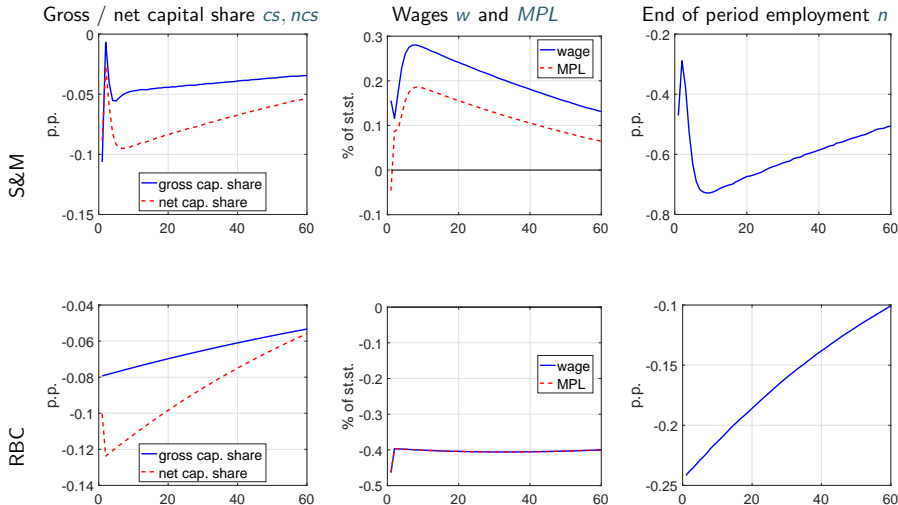 Gross / net capital share cs, ncs
Wages w and MPL
End of period employment n
S&M
p.p.
0
-0.05
-0.1
-0.15
0 20 40 60
gross cap. share
net cap. share
% of st.st.
0.3
0.2
0.1
0
-0.1
0 20 40 60
wage
MPL
p.p.
-0.2
-0.4
-0.6
-0.8
0 20 40 60
RBC
p.p.
-0.04
-0.06
-0.08
-0.1
-0.12
-0.14
0 20 40 60
gross cap. share
net cap. share
% of st.st.
0
-0.1
-0.2
-0.3
-0.4
-0.5
0 20 40 60
wage
MPL
p.p.
-0.1
-0.15
-0.2
-0.25
0 20 40 60